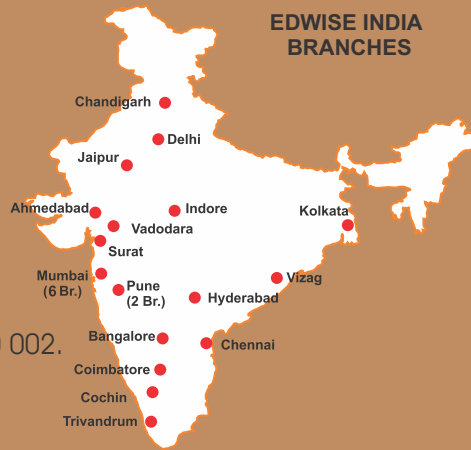 EDWISE INDIA
BRANCHES
Chandigarh
Delhi
Jaipur
Ahmedabad
Indore
Kolkata
Vadodara
Surat
Mumbai
(6 Br.)
Pune
(2 Br.)
Vizag
Hyderabad
002.
Bangalore
Chennai
Coimbatore
Cochin
Trivandrum